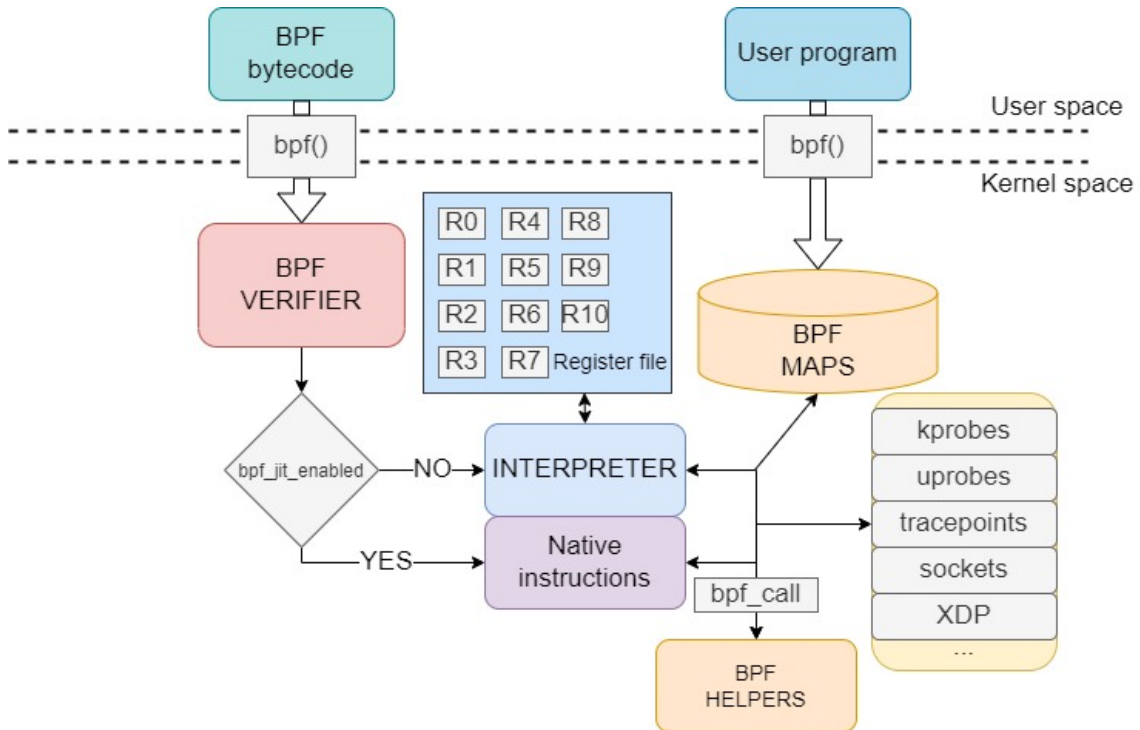 BPF
bytecode
User program
User space
bpf()
bpf()
Kernel space
BPF
VERIFIER
R0 R4 R8
R1 R5 R9
R2 R6 R10
R3 R7 Register file
BPF
MAPS
bpf_jit_enabled
NO
INTERPRETER
YES
Native
instructions
kprobes
uprobes
tracepoints
sockets
XDP
...
bpf_call
BPF
HELPERS